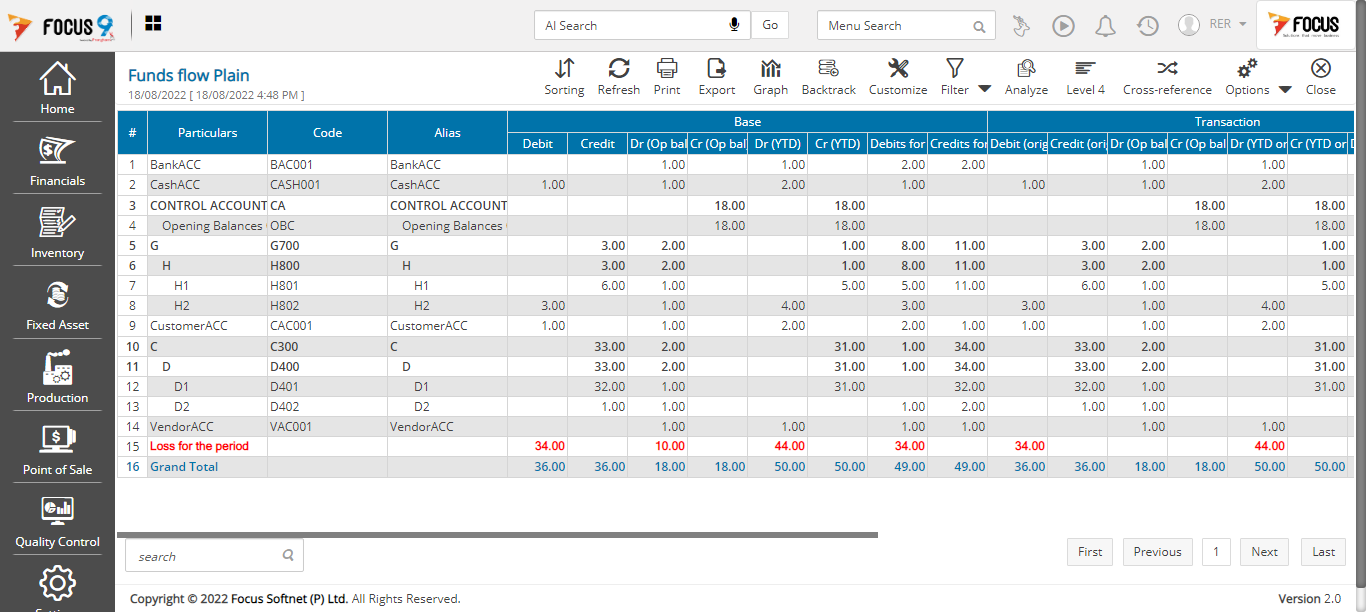 FOCUS 9
AI Search Go Menu Search RER FOCUS
Funds flow Plain
18/08/2022 [ 18/08/2022 4:48 PM ]
Sorting Refresh Print Export Graph Backtrack Customize Filter Analyze Level 4 Cross-reference Options Close
Home
Financials
Inventory
Fixed Asset
Production
Point of Sale
Quality Control
# Particulars Code Alias Base Transaction
Debit Credit Dr (Op bal Cr (Op bal Dr (YTD) Cr (YTD) Debits for Credits for Debit (orig Credit (ori Dr (Op bal Cr (Op bal Dr (YTD or Cr (YTD or
1 BankACC BAC001 BankACC 1.00 1.00 2.00 2.00 1.00 1.00
2 CashACC CASH001 CashACC 1.00 1.00 2.00 1.00 1.00 1.00 2.00
3 CONTROL ACCOUNT CA CONTROL ACCOUNT 18.00 18.00 18.00 18.00
4 Opening Balances OBC Opening Balances 18.00 18.00 18.00 18.00
5 G G700 G 3.00 2.00 1.00 8.00 11.00 3.00 2.00 1.00
6 H H800 H 3.00 2.00 1.00 8.00 11.00 3.00 2.00 1.00
7 H1 H801 H1 6.00 1.00 5.00 5.00 11.00 6.00 1.00 5.00
8 H2 H802 H2 3.00 1.00 4.00 3.00 3.00 1.00 4.00
9 CustomerACC CAC001 CustomerACC 1.00 1.00 2.00 2.00 1.00 1.00 1.00 2.00
10 C C300 C 33.00 2.00 31.00 1.00 34.00 33.00 2.00 31.00
11 D D400 D 33.00 2.00 31.00 1.00 34.00 33.00 2.00 31.00
12 D1 D401 D1 32.00 1.00 31.00 32.00 32.00 1.00 31.00
13 D2 D402 D2 1.00 1.00 1.00 2.00 1.00 1.00
14 VendorACC VAC001 VendorACC 1.00 1.00 1.00 1.00 1.00 1.00
15 Loss for the period 34.00 10.00 44.00 34.00 34.00 44.00
16 Grand Total 36.00 36.00 18.00 18.00 50.00 50.00 49.00 49.00 36.00 36.00 18.00 18.00 50.00 50.00
search First Previous 1 Next Last
Copyright © 2022 Focus Softnet (P) Ltd. All Rights Reserved. Version 2.0